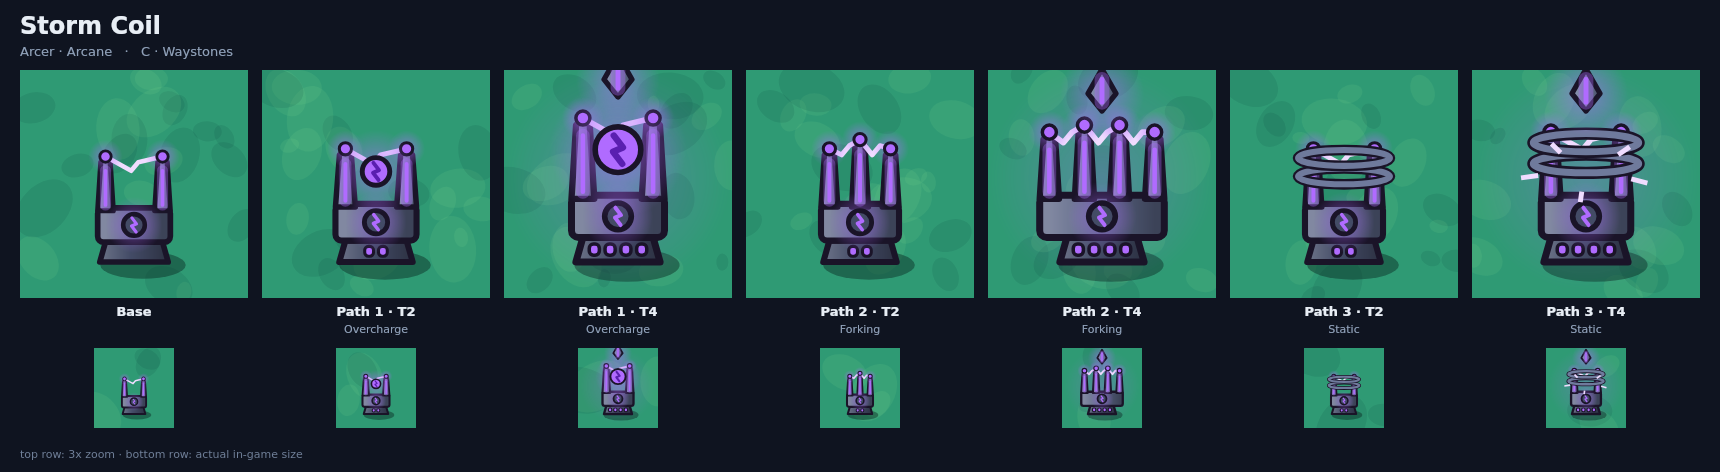 Storm Coil
Arcer · Arcane · C · Waystones
Base
Path 1 · T2
Overcharge
Path 1 · T4
Overcharge
Path 2 · T2
Forking
Path 2 · T4
Forking
Path 3 · T2
Static
Path 3 · T4
Static
top row: 3x zoom · bottom row: actual in-game size